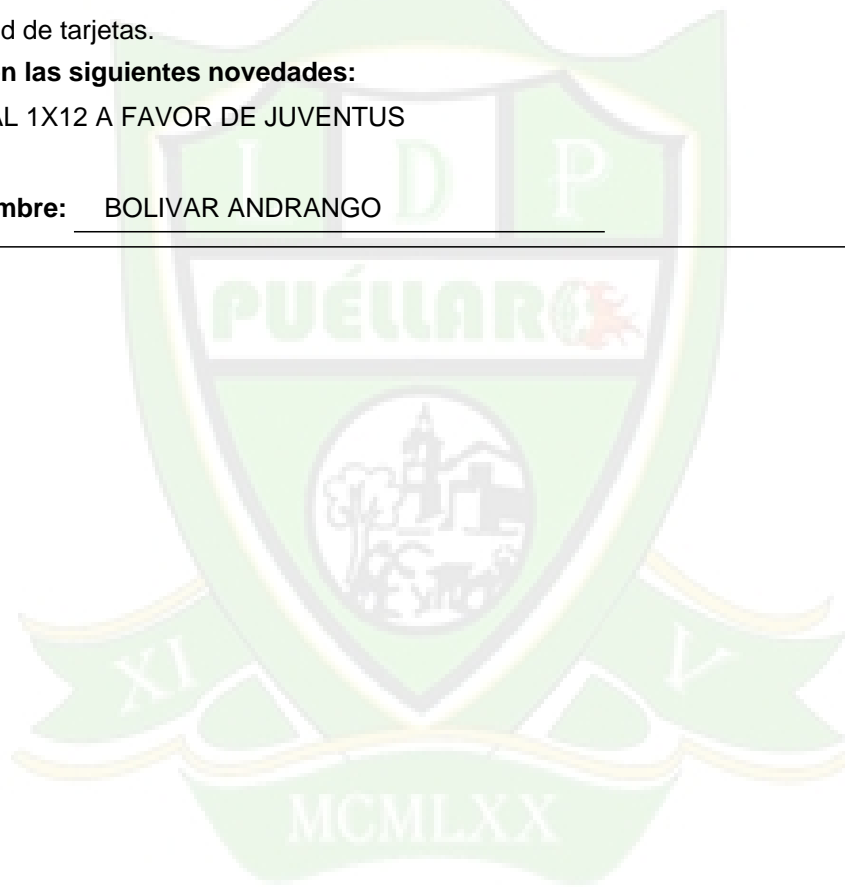 d de tarjetas.
n las siguientes novedades:
AL 1X12 A FAVOR DE JUVENTUS
mbre: BOLIVAR ANDRANGO
I D P
PUÉLLARO
XI V
MCMLXX